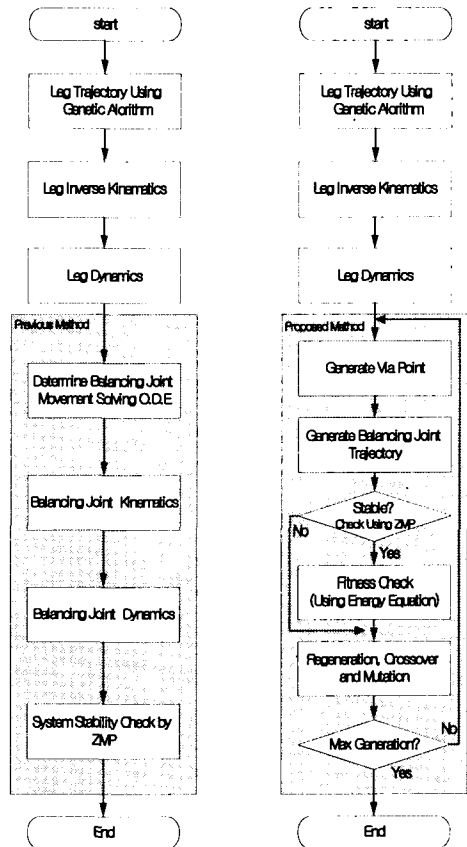 start
Leg Trajectory Using
Genetic Alorithm
Leg Inverse Kinematics
Leg Dynamics
Previous Method
Determine Balancing Joint
Movement Solving O.D.E
Balancing Joint Kinematics
Balancing Joint Dynamics
System Stability Check by
ZMP
End
start
Leg Trajectory Using
Genetic Alorithm
Leg Inverse Kinematics
Leg Dynamics
Proposed Method
Generate Via Point
Generate Balancing Joint
Trajectory
Stable?
Check Using ZMP
No
Yes
Fitness Check
(Using Energy Equation)
Regeneration, Crossover
and Mutation
Max Generation?
No
Yes
End